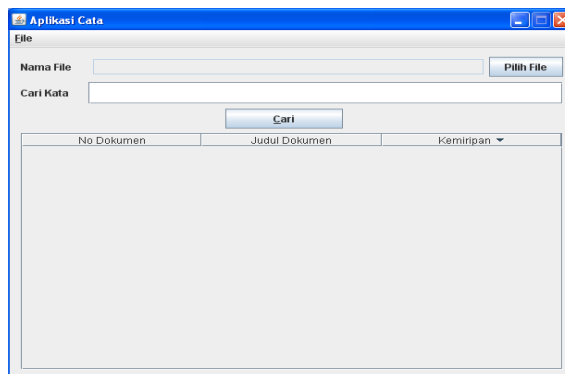 Aplikasi Cata
File
Nama File Pilih File
Cari Kata
Cari
No Dokumen Judul Dokumen Kemiripan